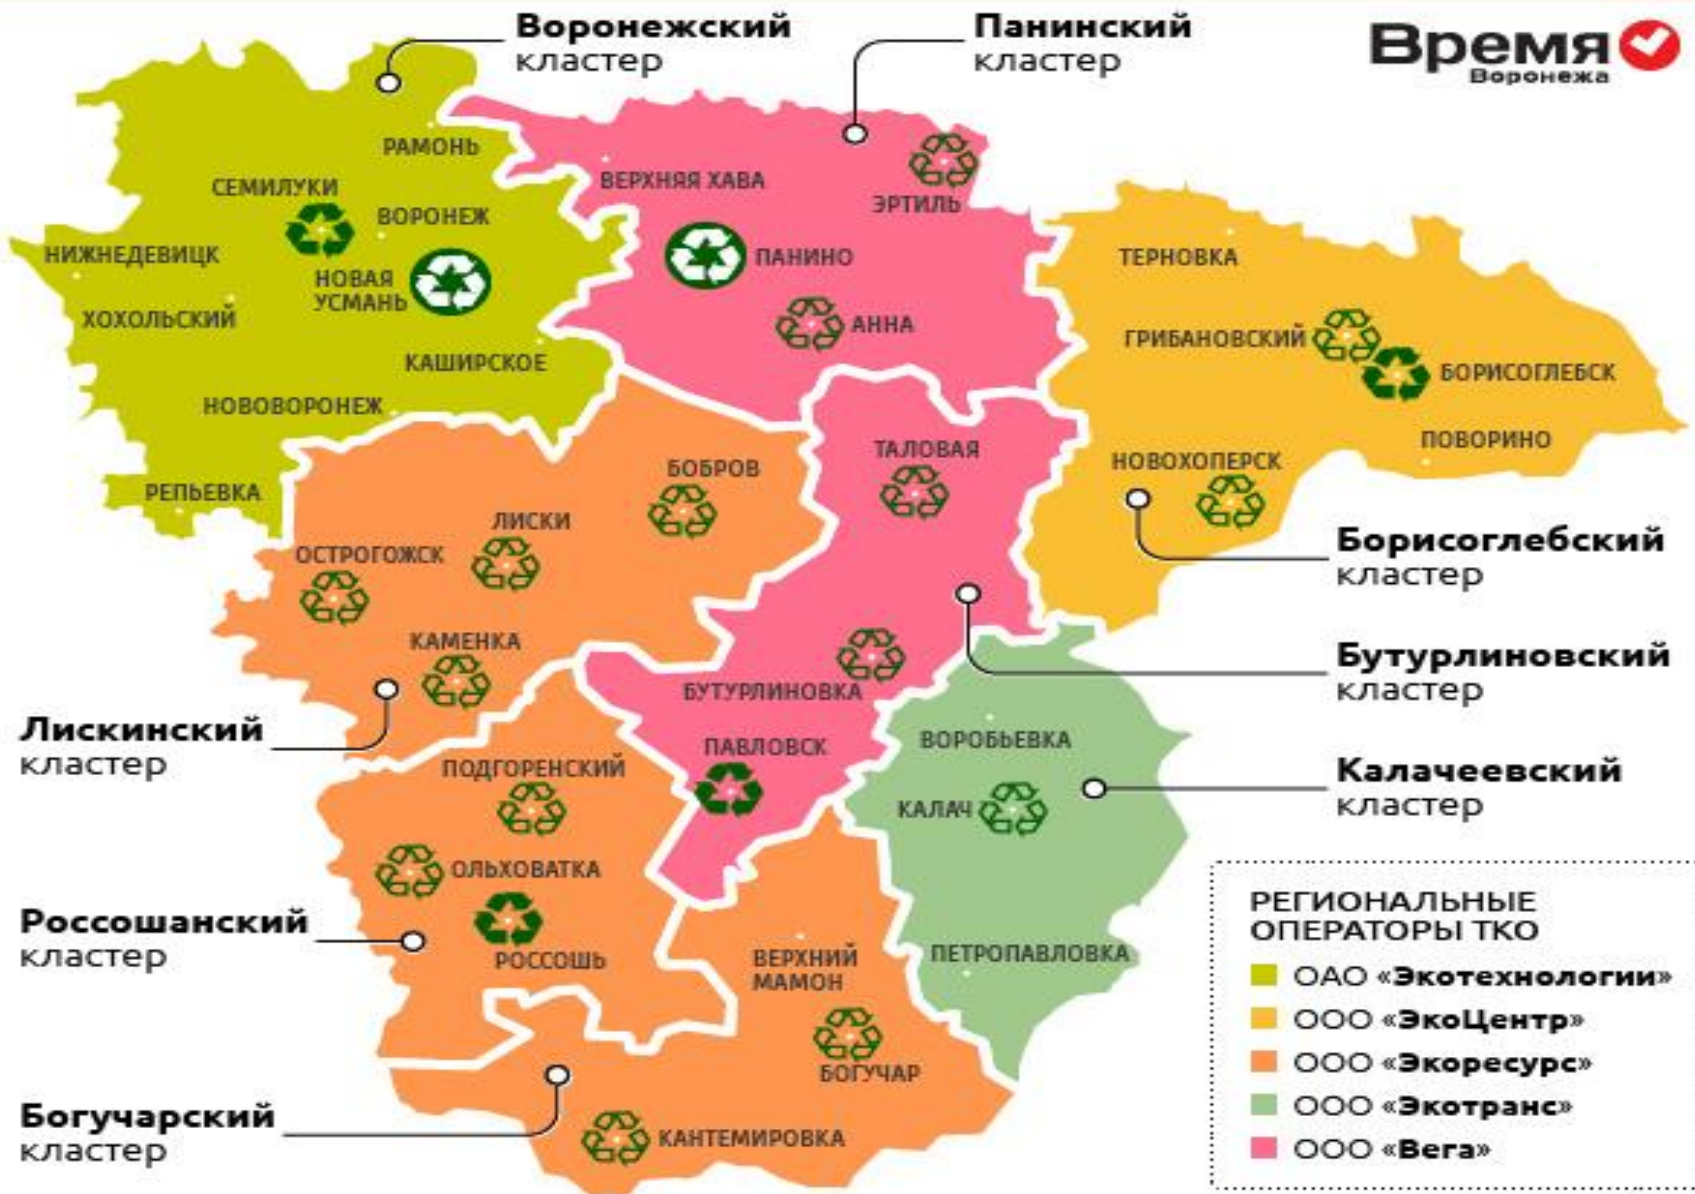 Воронежский
кластер
Панинский
кластер
Время
Воронежа
РАМОНЬ
СЕМИЛУКИ
ВОРОНЕЖ
НИЖНЕДЕВИЦК
НОВАЯ
УСМАНЬ
ХОХОЛЬСКИЙ
КАШИРСКОЕ
НОВОВОРОНЕЖ
РЕПЬЕВКА
ВЕРХНЯЯ ХАВА
ЭРТИЛЬ
ПАНИНО
АННА
ТЕРНОВКА
ГРИБАНОВСКИЙ
БОРИСОГЛЕБСК
ПОВОРИНО
НОВОХОПЕРСК
Борисоглебский
кластер
БОБРОВ
ЛИСКИ
ОСТРОГОЖСК
КАМЕНКА
Лискинский
кластер
ТАЛОВАЯ
БУТУРЛИНОВКА
ПАВЛОВСК
Бутурлиновский
кластер
ВОРОБЬЕВКА
КАЛАЧ
ПЕТРОПАВЛОВКА
Калачеевский
кластер
ПОДГОРЕНСКИЙ
ОЛЬХОВАТКА
РОССОШЬ
Россошанский
кластер
ВЕРХНИЙ
МАМОН
БОГУЧАР
КАНТЕМИРОВКА
Богучарский
кластер
РЕГИОНАЛЬНЫЕ
ОПЕРАТОРЫ ТКО
ОАО «Экотехнологии»
ООО «ЭкоЦентр»
ООО «Экоресурс»
ООО «Экотранс»
ООО «Вега»